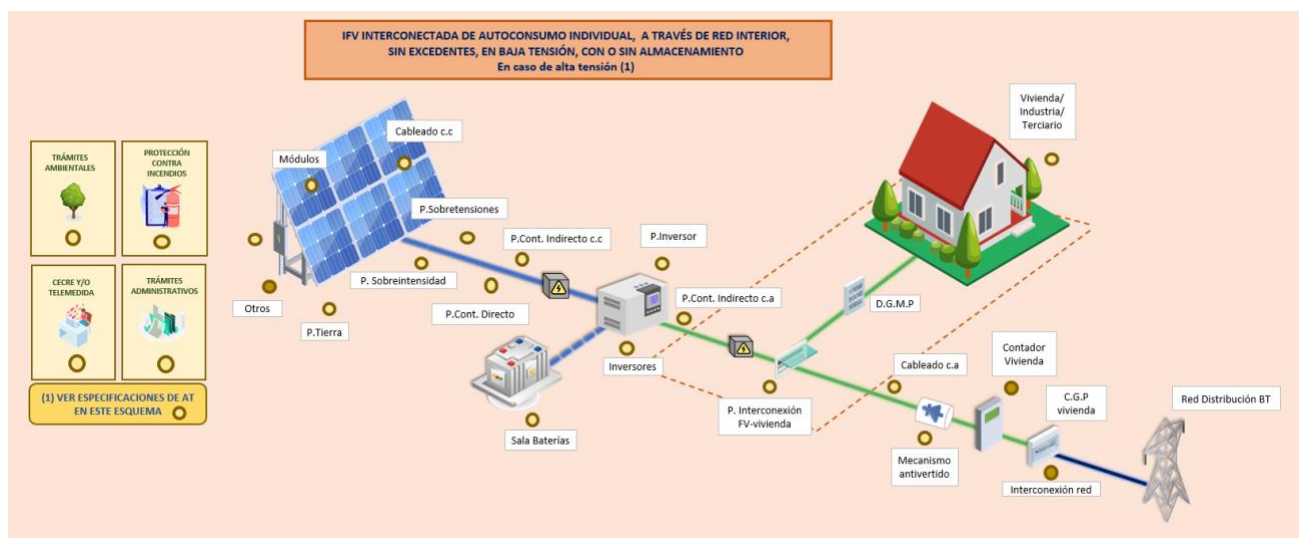 IFV INTERCONECTADA DE AUTOCONSUMO INDIVIDUAL, A TRAVÉS DE RED INTERIOR,
SIN EXCEDENTES, EN BAJA TENSIÓN, CON O SIN ALMACENAMIENTO
En caso de alta tensión (1)
TRÁMITES
AMBIENTALES
PROTECCIÓN
CONTRA
INCENDIOS
CECRE Y/O
TELEMEDIDA
TRÁMITES
ADMINISTRATIVOS
(1) VER ESPECIFICACIONES DE AT
EN ESTE ESQUEMA
Cableado c.c
Módulos
P.Sobretensiones
P.Cont. Indirecto c.c
P.Inversor
P. Sobreintensidad
P.Cont. Directo
P.Cont. Indirecto c.a
Otros
P.Tierra
Inversores
Sala Baterías
Vivienda/
Industria/
Terciario
D.G.M.P
P. Interconexión
FV-vivienda
Cableado c.a
Contador
Vivienda
C.G.P
vivienda
Red Distribución BT
Mecanismo
antivertido
Interconexión red